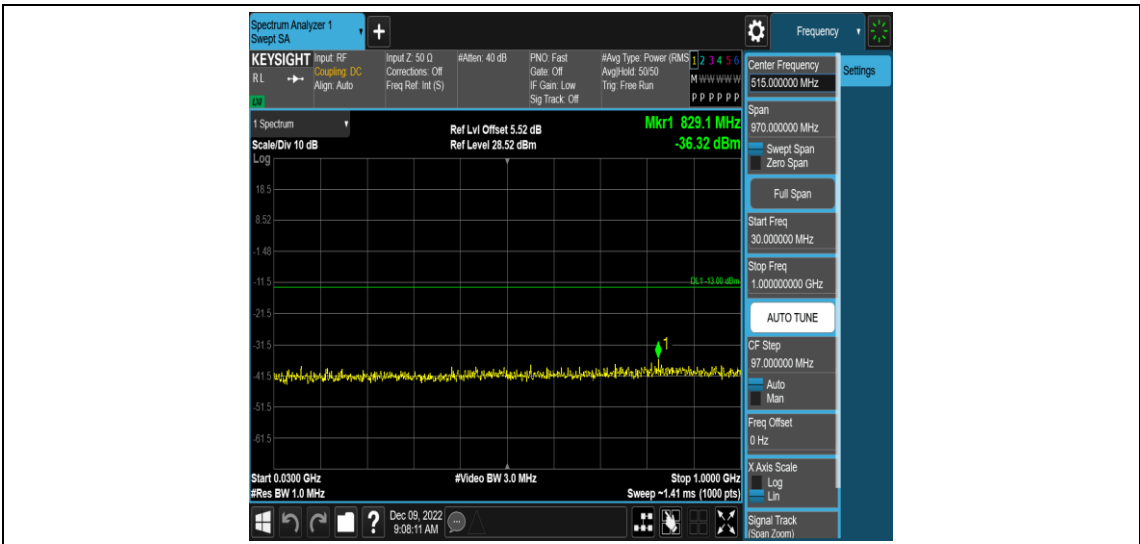 Spectrum Analyzer 1
Swept SA
+
Frequency
KEYSIGHT
RL
LXI
Input: RF
Coupling: DC
Align: Auto
Input Z: 50 Ω
Corrections: Off
Freq Ref: Int (S)
#Atten: 40 dB
PNO: Fast
Gate: Off
IF Gain: Low
Sig Track: Off
#Avg Type: Power (RMS
Avg|Hold: 50/50
Trig: Free Run
1 2 3 4 5 6
M W W W W W
P P P P P P
1 Spectrum
Scale/Div 10 dB
Ref Lvl Offset 5.52 dB
Ref Level 28.52 dBm
Mkr1 829.1 MHz
-36.32 dBm
Log
18.5
8.52
-1.48
-11.5
DL1 -13.00 dBm
-21.5
-31.5
1
-41.5
-51.5
-61.5
Start 0.0300 GHz
#Res BW 1.0 MHz
#Video BW 3.0 MHz
Stop 1.0000 GHz
Sweep ~1.41 ms (1000 pts)
?
Dec 09, 2022
9:08:11 AM
Center Frequency
515.000000 MHz
Settings
Span
970.000000 MHz
Swept Span
Zero Span
Full Span
Start Freq
30.000000 MHz
Stop Freq
1.000000000 GHz
AUTO TUNE
CF Step
97.000000 MHz
Auto
Man
Freq Offset
0 Hz
X Axis Scale
Log
Lin
Signal Track
(Span Zoom)